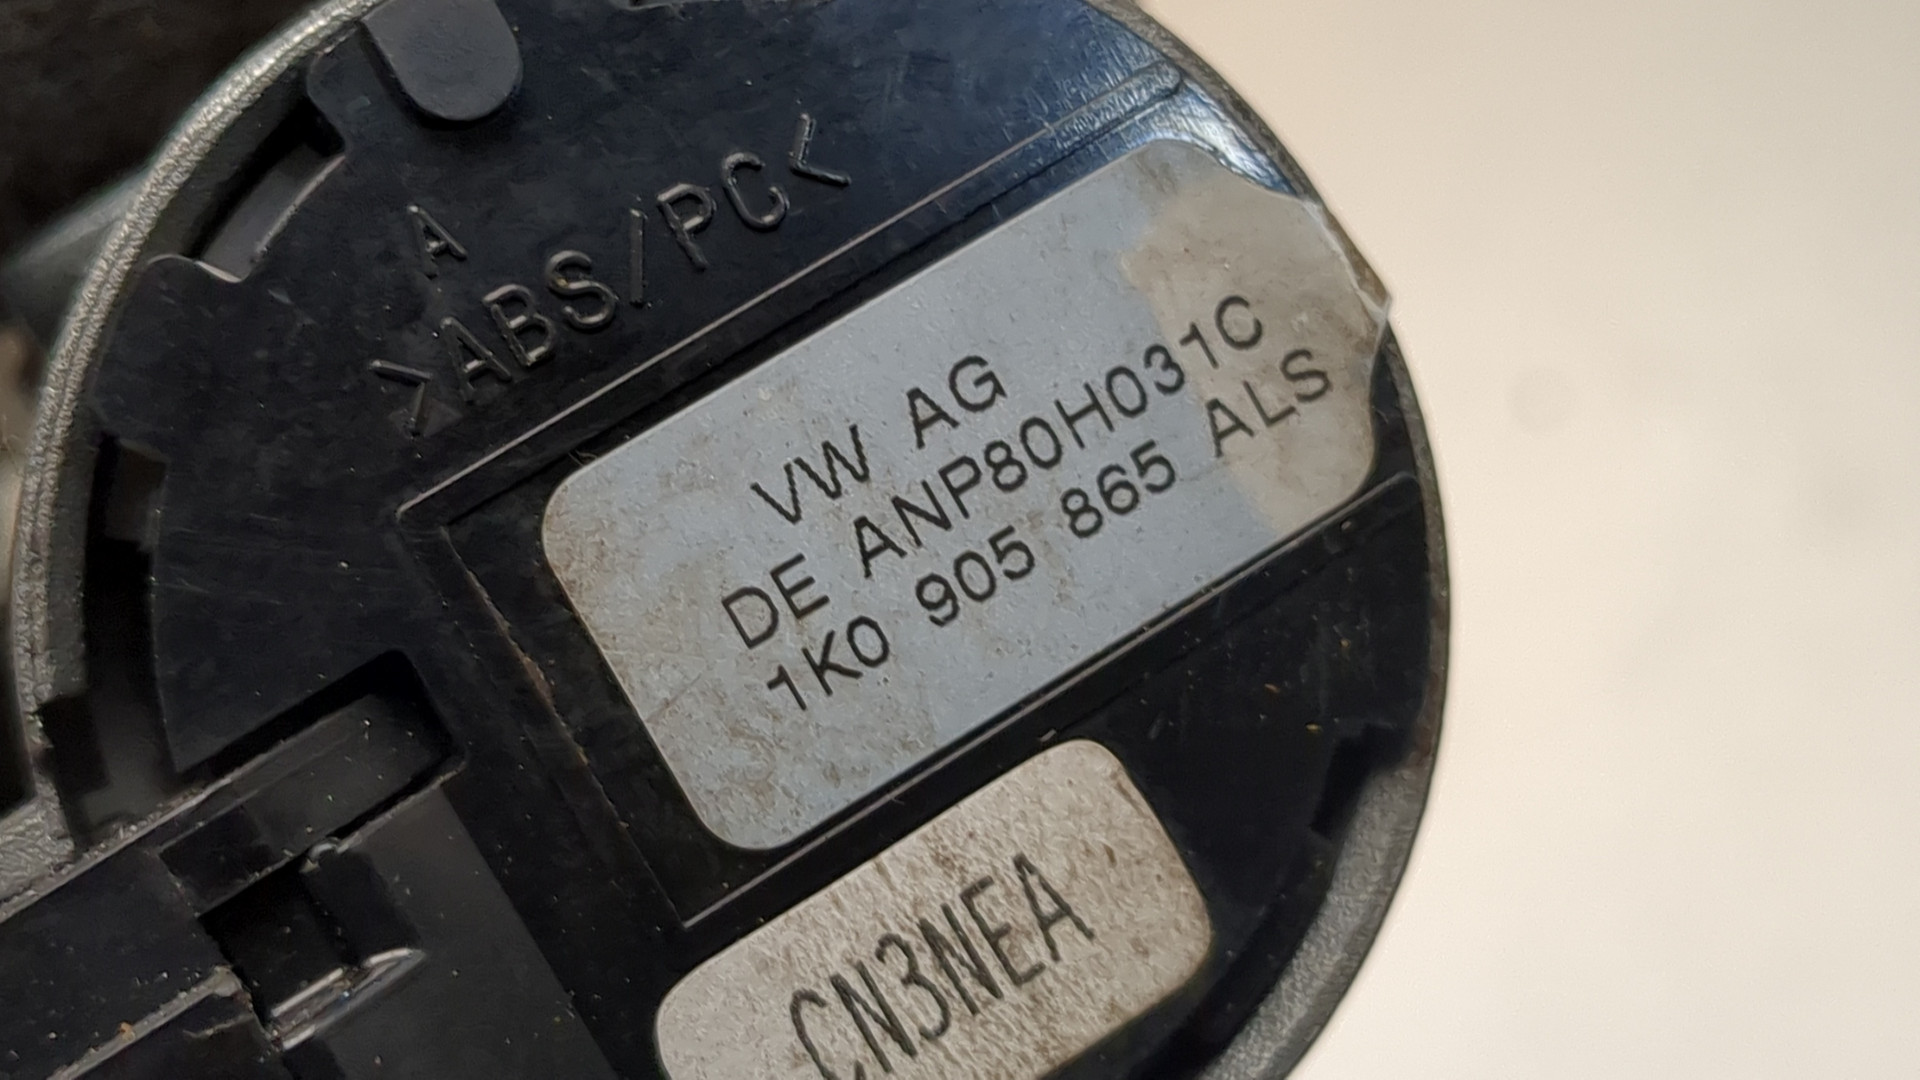 A
>ABS/PC<
VW AG
DE ANP80H031C
1K0 905 865 ALS
CN3NEA